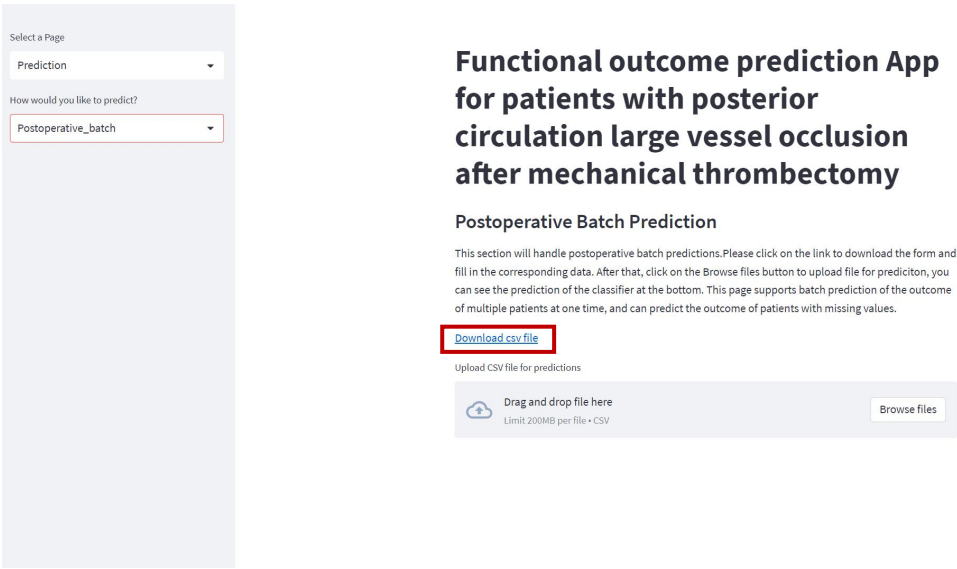 Select a Page
Prediction
How would you like to predict?
Postoperative_batch
Functional outcome prediction App
for patients with posterior
circulation large vessel occlusion
after mechanical thrombectomy
Postoperative Batch Prediction
This section will handle postoperative batch predictions.Please click on the link to download the form and
fill in the corresponding data. After that, click on the Browse files button to upload file for prediciton, you
can see the prediction of the classifier at the bottom. This page supports batch prediction of the outcome
of multiple patients at one time, and can predict the outcome of patients with missing values.
Download csv file
Upload CSV file for predictions
Drag and drop file here
Limit 200MB per file • CSV
Browse files